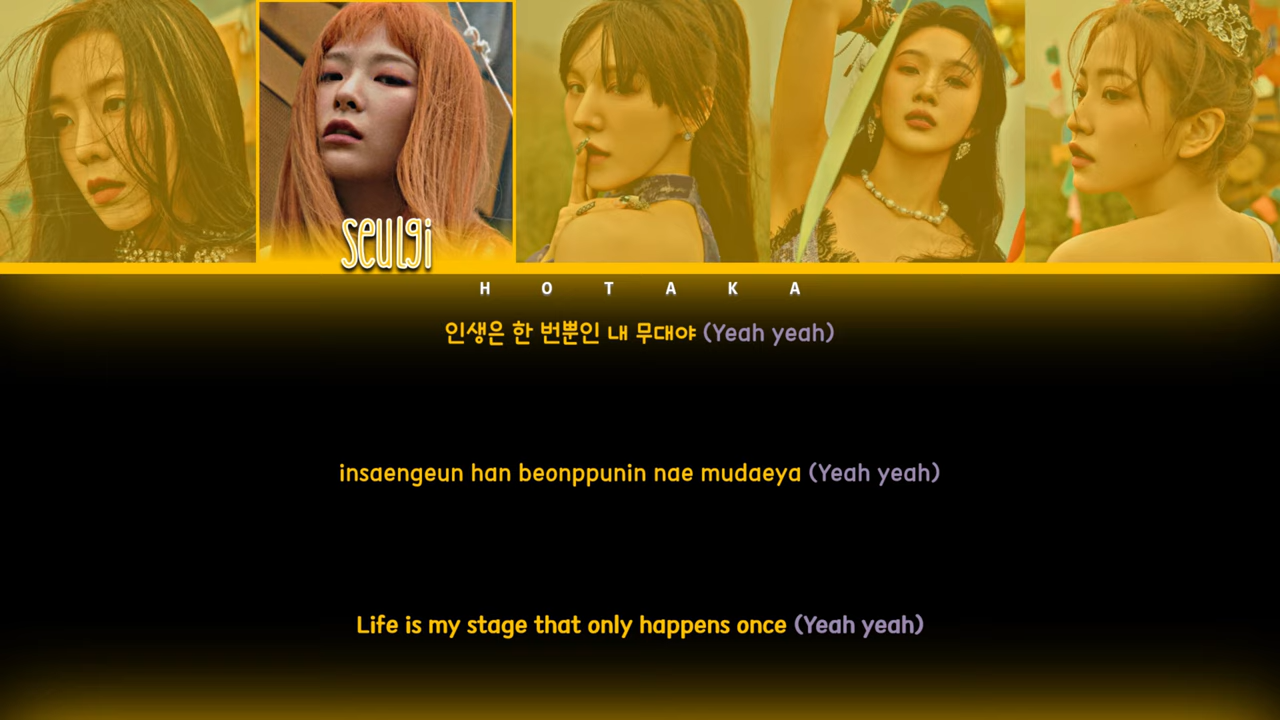 seulgi
H O T A K A
인생은 한 번뿐인 내 무대야 (Yeah yeah)
insaengeun han beonppunin nae mudaeya (Yeah yeah)
Life is my stage that only happens once (Yeah yeah)